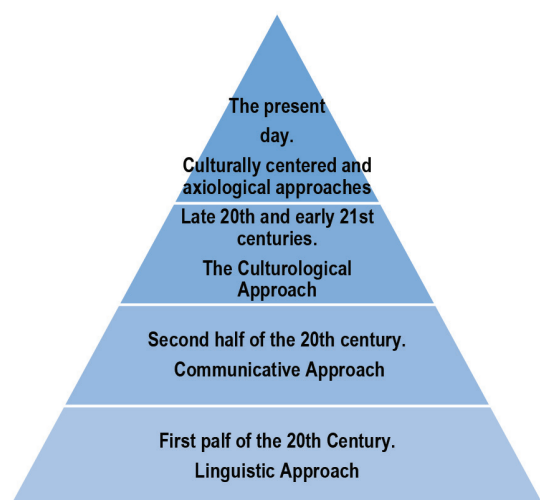 The present
day.
Culturally centered and
axiological approaches
Late 20th and early 21st
centuries.
The Culturological
Approach
Second half of the 20th century.
Communicative Approach
First palf of the 20th Century.
Linguistic Approach